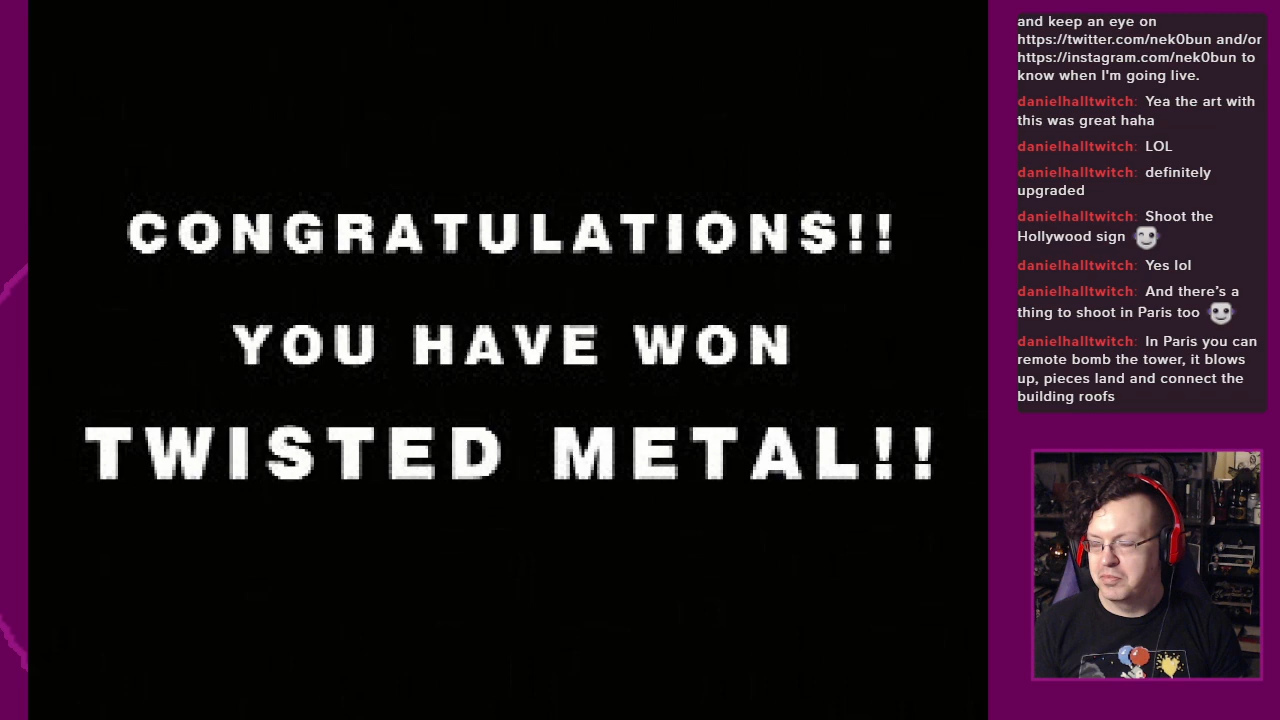 CONGRATULATIONS!!
YOU HAVE WON
TWISTED METAL!!
and keep an eye on
https://twitter.com/nek0bun and/or
https://instagram.com/nek0bun to
know when I'm going live.
danielhalltwitch: Yea the art with
this was great haha
danielhalltwitch: LOL
danielhalltwitch: definitely
upgraded
danielhalltwitch: Shoot the
Hollywood sign
danielhalltwitch: Yes lol
danielhalltwitch: And there's a
thing to shoot in Paris too
danielhalltwitch: In Paris you can
remote bomb the tower, it blows
up, pieces land and connect the
building roofs